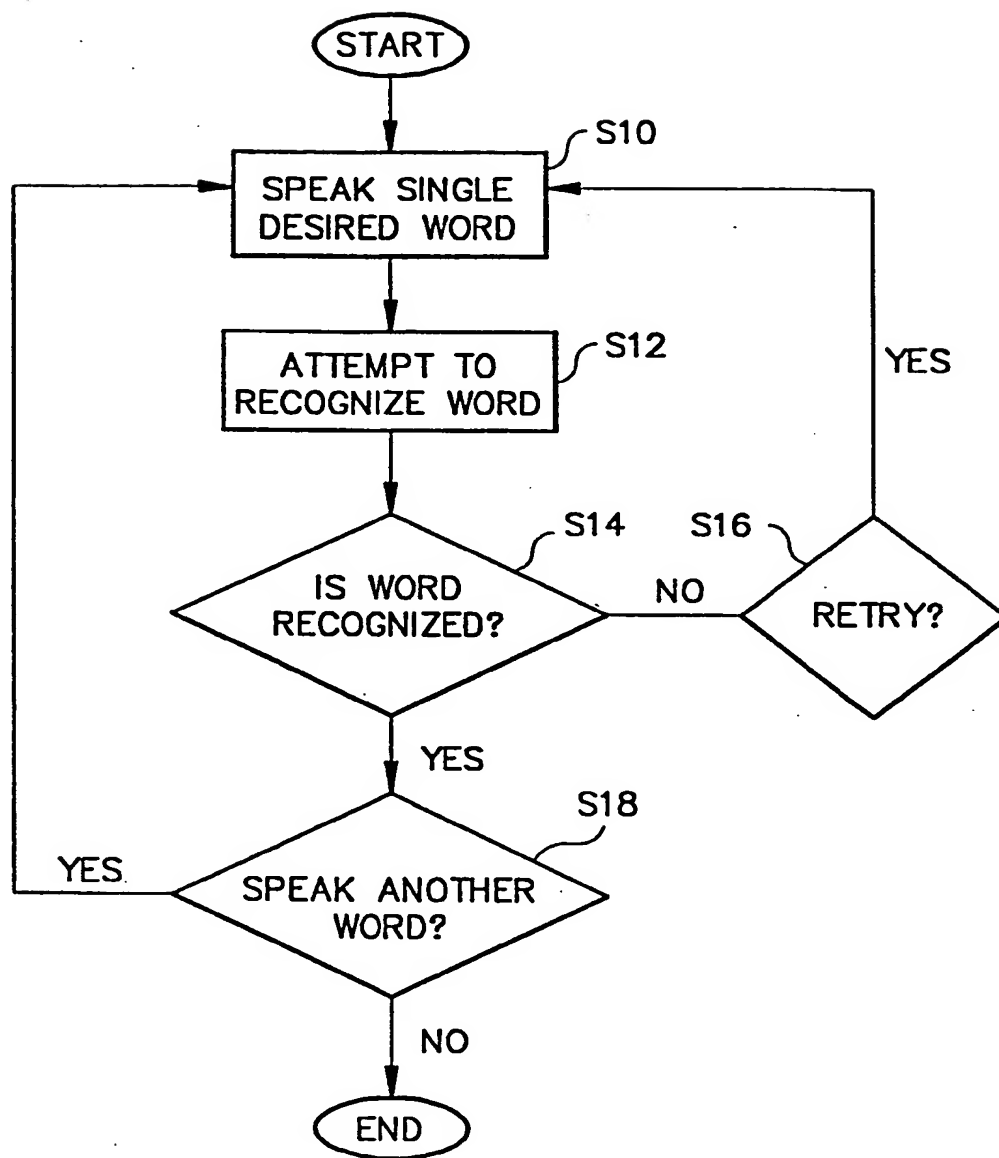 START
S10
SPEAK SINGLE
DESIRED WORD
S12
ATTEMPT TO
RECOGNIZE WORD
YES
S14
S16
IS WORD
RECOGNIZED?
NO
RETRY?
YES
S18
YES
SPEAK ANOTHER
WORD?
NO
END